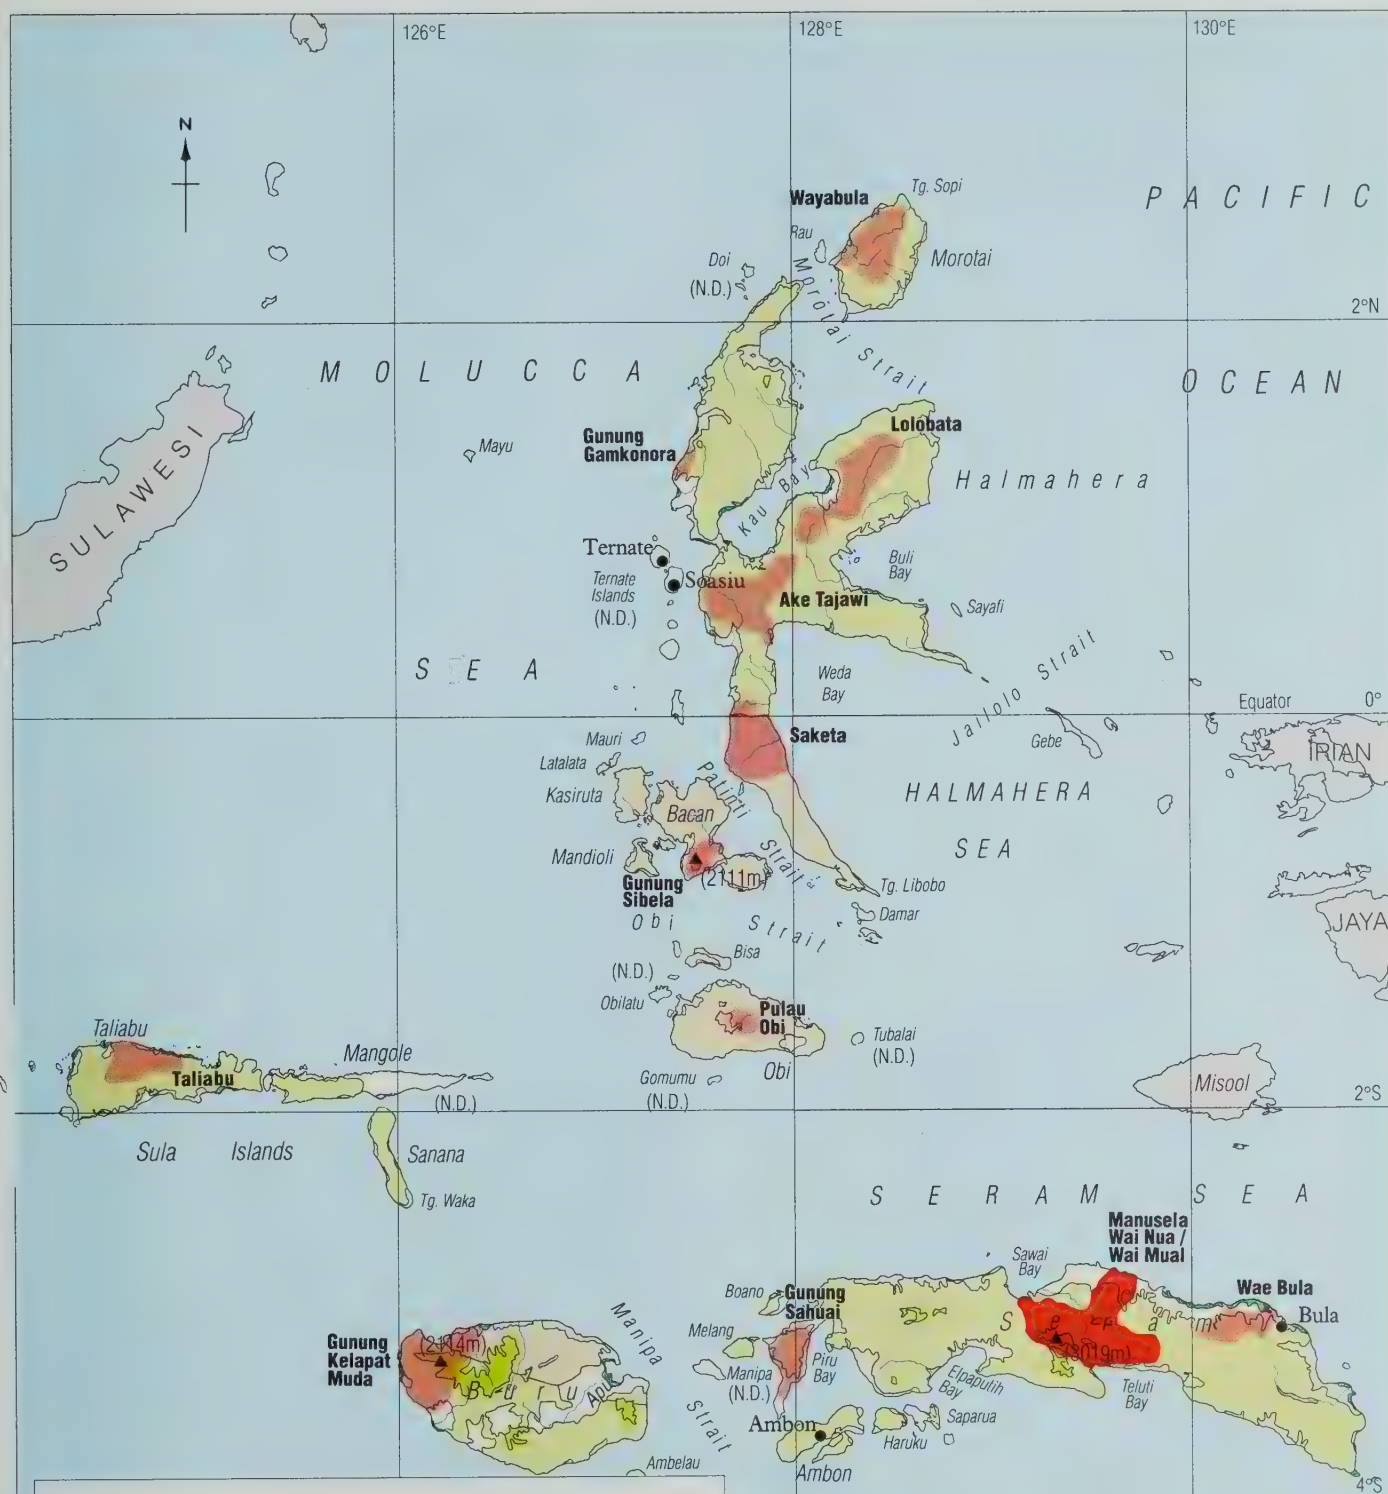 126°E
128°E
130°E
N
Tg. Sopi
PACIFIC
Wayabula
Rau
Doi
(N.D.)
Morotai
2°N
Morotai Strait
MOLUCCA
OCEAN
Lolobata
Gunung
Gamkonora
Mayu
Halmahera
SULAWESI
Kau Bay
Ternate
Buli
Bay
Soasiu
Ternate
Islands
(N.D.)
Ake Tajawi
Sayafi
SEA
Weda
Bay
Jailolo Strait
Equator
0°
Mauri
Saketa
Gebe
IRIAN
Latalata
Kasiruta
Patinti
Strait
Bacan
HALMAHERA
SEA
Mandioli
Gunung
Sibela
(2111m)
Tg. Libobo
Damar
JAYA
Obi
Strait
Bisa
(N.D.)
Obilatu
Pulau
Obi
Tubalai
(N.D.)
Taliabu
Mangole
Taliabu
Gomumu
(N.D.)
Obi
Misool
(N.D.)
2°S
Sula Islands
Sanana
Tg. Waka
SERAM SEA
Manusela
Wai Nua /
Wai Mual
Sawai
Bay
Boano
Gunung
Sahuai
Wae Bula
Bula
Manipa
Strait
Melang
Seram
Gunung
Kelapat
Muda
(2114m)
(3019m)
Piru
Bay
Manipa
(N.D.)
Buru
Apu
Elpaputih
Bay
Teluti
Bay
Ambon
Saparua
Haruku
Ambelau
Ambon
4°S